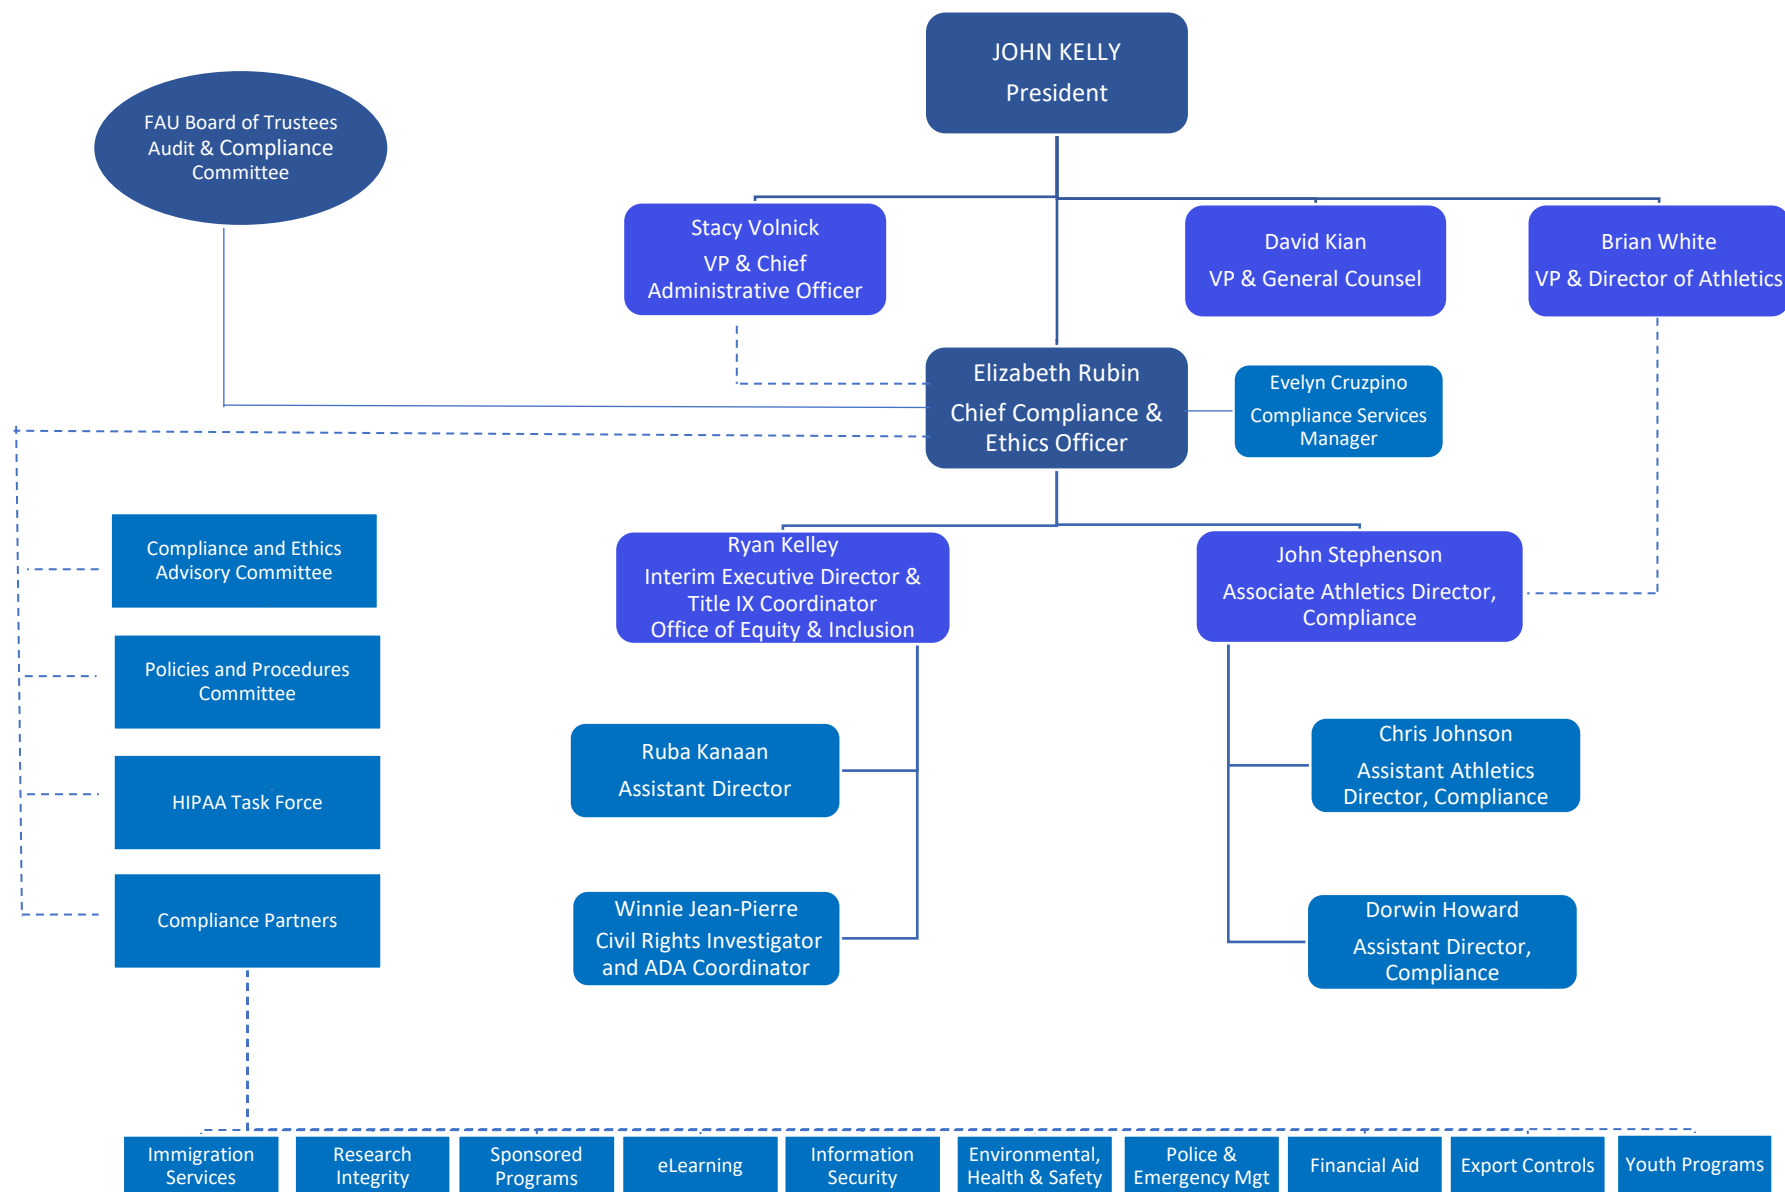 JOHN KELLY
President
FAU Board of Trustees
Audit & Compliance
Committee
Stacy Volnick
VP & Chief
Administrative Officer
David Kian
VP & General Counsel
Brian White
VP & Director of Athletics
Elizabeth Rubin
Chief Compliance &
Ethics Officer
Evelyn Cruzpino
Compliance Services
Manager
Compliance and Ethics
Advisory Committee
Policies and Procedures
Committee
HIPAA Task Force
Compliance Partners
Ryan Kelley
Interim Executive Director &
Title IX Coordinator
Office of Equity & Inclusion
Ruba Kanaan
Assistant Director
Winnie Jean-Pierre
Civil Rights Investigator
and ADA Coordinator
John Stephenson
Associate Athletics Director,
Compliance
Chris Johnson
Assistant Athletics
Director, Compliance
Dorwin Howard
Assistant Director,
Compliance
Immigration
Services
Research
Integrity
Sponsored
Programs
eLearning
Information
Security
Environmental,
Health & Safety
Police &
Emergency Mgt
Financial Aid
Export Controls
Youth Programs